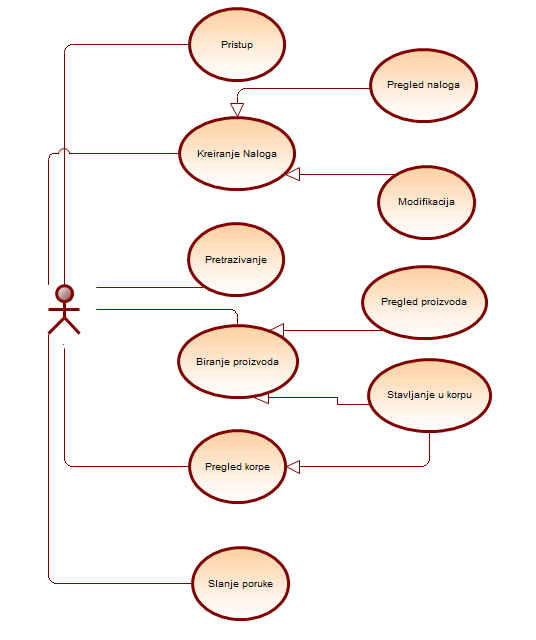 Pristup
Pregled naloga
Kreiranje Naloga
Modifikacija
Pretrazivanje
Pregled proizvoda
Biranje proizvoda
Stavljanje u korpu
Pregled korpe
Slanje poruke